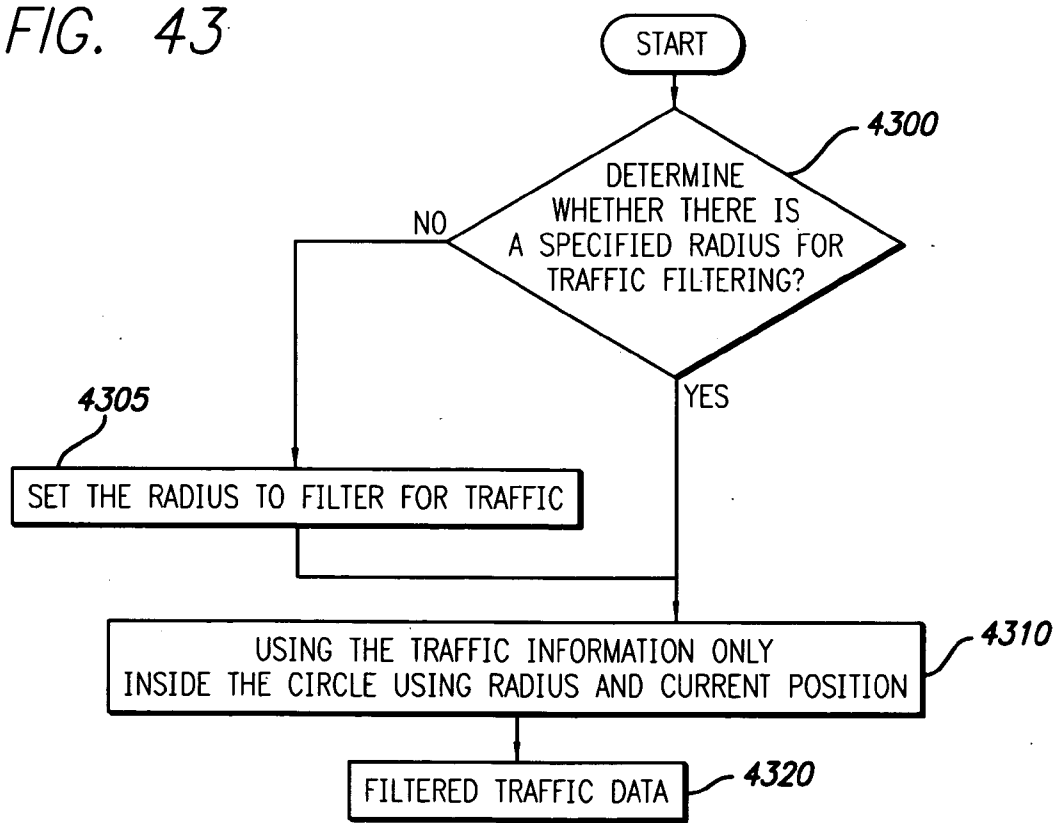 FIG. 43
START
4300
DETERMINE
WHETHER THERE IS
A SPECIFIED RADIUS FOR
TRAFFIC FILTERING?
NO
YES
4305
SET THE RADIUS TO FILTER FOR TRAFFIC
4310
USING THE TRAFFIC INFORMATION ONLY
INSIDE THE CIRCLE USING RADIUS AND CURRENT POSITION
FILTERED TRAFFIC DATA
4320